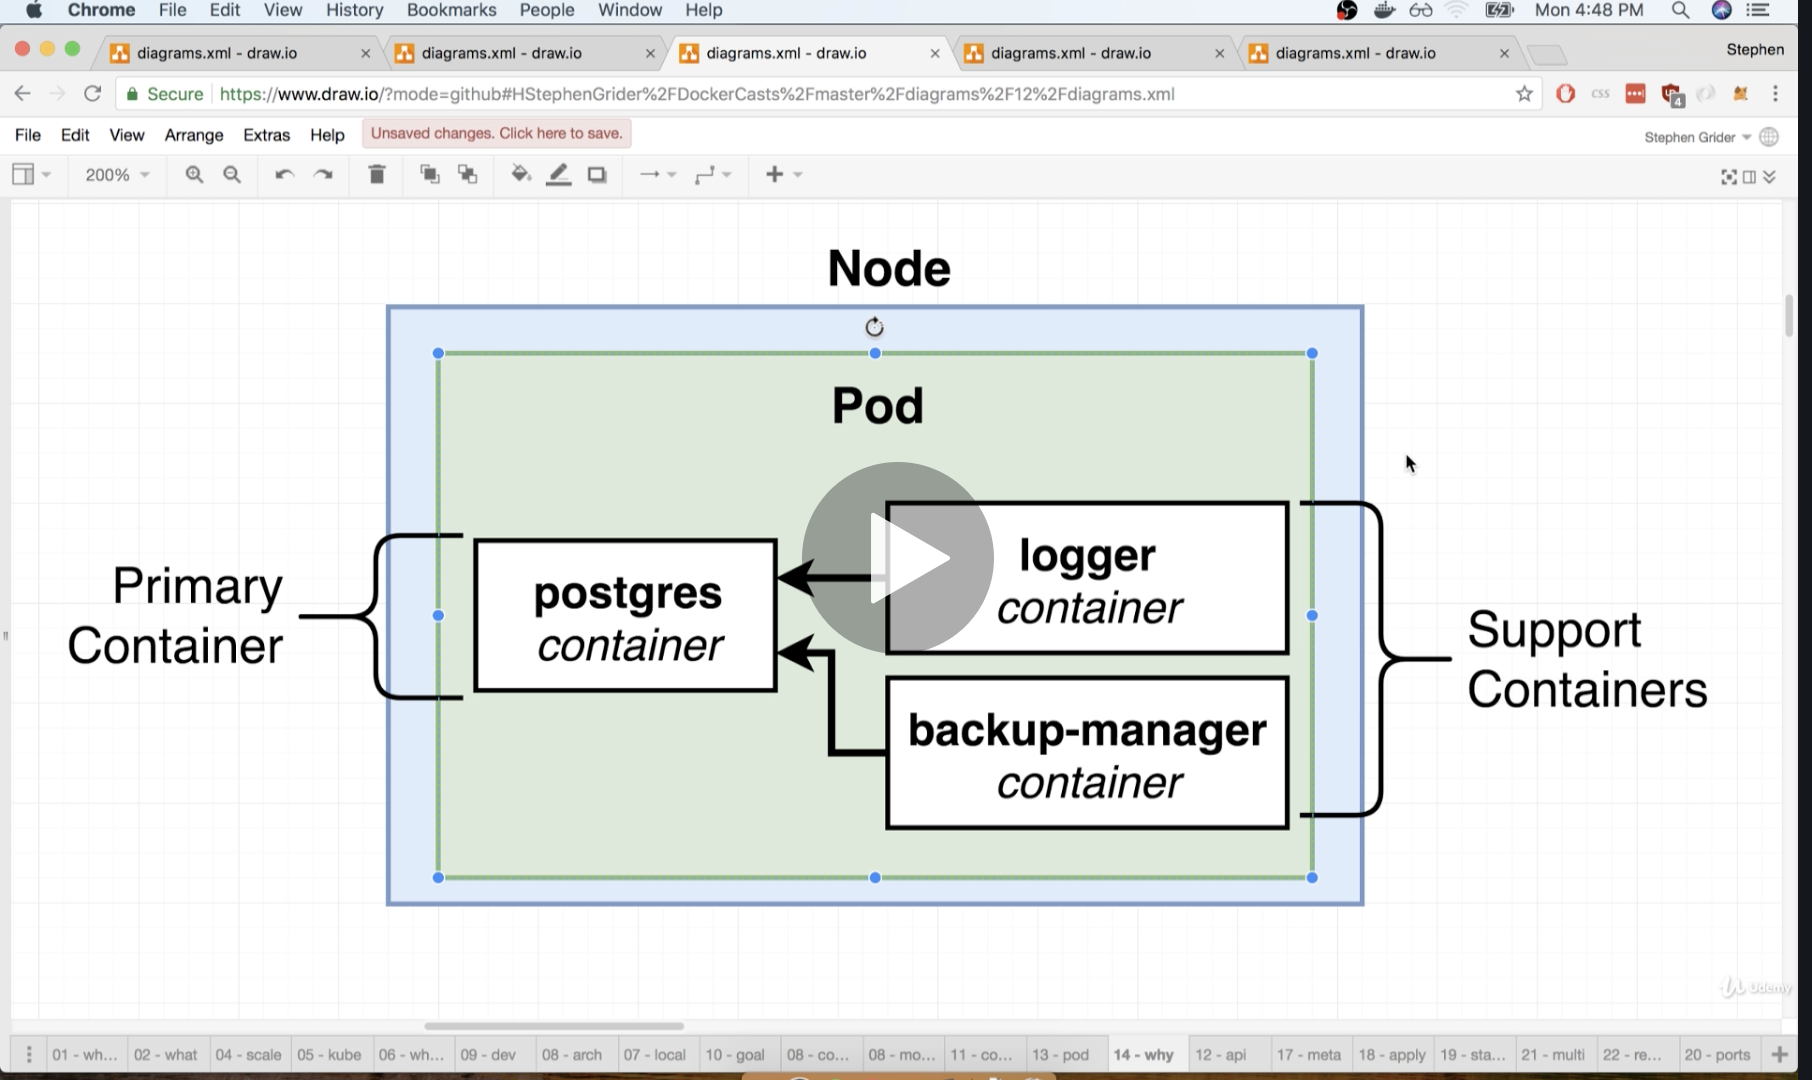 Chrome File Edit View History Bookmarks People Window Help Mon 4:48 PM
diagrams.xml - draw.io diagrams.xml - draw.io diagrams.xml - draw.io diagrams.xml - draw.io diagrams.xml - draw.io Stephen
Secure https://www.draw.io/?mode=github#HStephenGrider%2FDockerCasts%2Fmaster%2Fdiagrams%2F12%2Fdiagrams.xml CSS 4
File Edit View Arrange Extras Help Unsaved changes. Click here to save. Stephen Grider
200%
Node
Pod
Primary
Container
postgres
container
logger
container
backup-manager
container
Support
Containers
Udemy
01 - wh... 02 - what 04 - scale 05 - kube 06 - wh... 09 - dev 08 - arch 07 - local 10 - goal 08 - co... 08 - mo... 11 - co... 13 - pod 14 - why 12 - api 17 - meta 18 - apply 19 - sta... 21 - multi 22 - re... 20 - ports